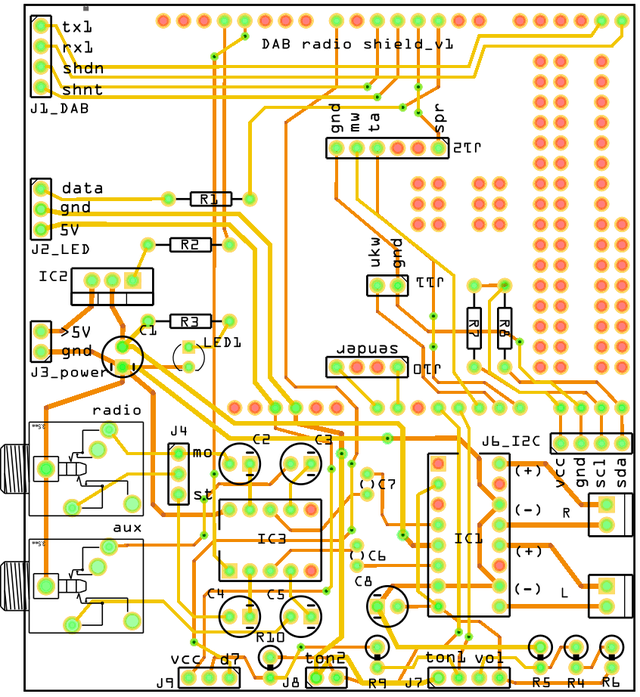 DAB radio shield_v1
tx1
rx1
shdn
shnt
J1_DAB
gnd
mw
ta
spr
J12
data
gnd
5V
J2_LED
R1
R2
IC2
ukw
gnd
J11
R3
C1
LED1
>5V
gnd
J3_power
R7
R8
Jaender
J10
radio
J4
mo
st
C2
C3
C7
J6_I2C
vcc
gnd
scl
sda
(+)
(-)
R
aux
IC3
IC1
C6
(+)
(-)
L
C4
C5
C8
R10
vcc
d7
J9
ton2
J8
R9
ton1
vol
J7
R5
R4
R6